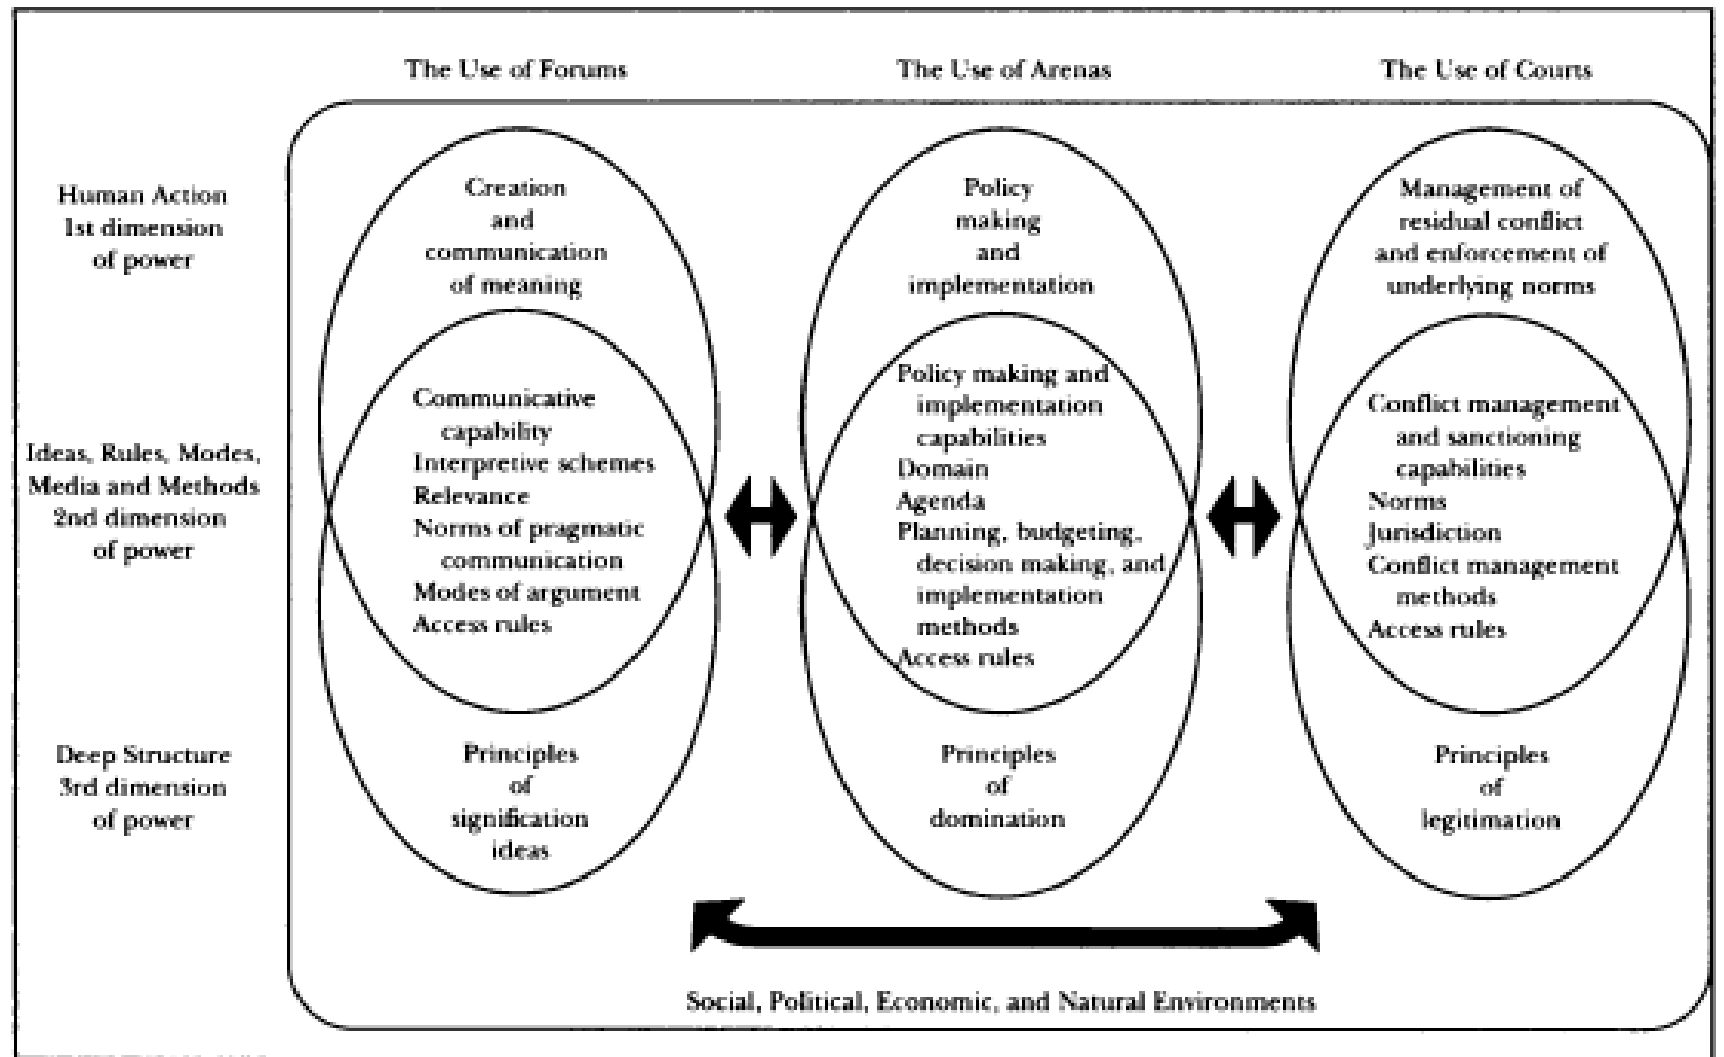 The Use of Forums
The Use of Arenas
The Use of Courts
Human Action
1st dimension
of power
Creation
and
communication
of meaning
Policy
making
and
implementation
Management of
residual conflict
and enforcement of
underlying norms
Ideas, Rules, Modes,
Media and Methods
2nd dimension
of power
Communicative
capability
Interpretive schemes
Relevance
Norms of pragmatic
communication
Modes of argument
Access rules
Policy making and
implementation
capabilities
Domain
Agenda
Planning, budgeting,
decision making, and
implementation
methods
Access rules
Conflict management
and sanctioning
capabilities
Norms
Jurisdiction
Conflict management
methods
Access rules
Deep Structure
3rd dimension
of power
Principles
of
signification
ideas
Principles
of
domination
Principles
of
legitimation
Social, Political, Economic, and Natural Environments